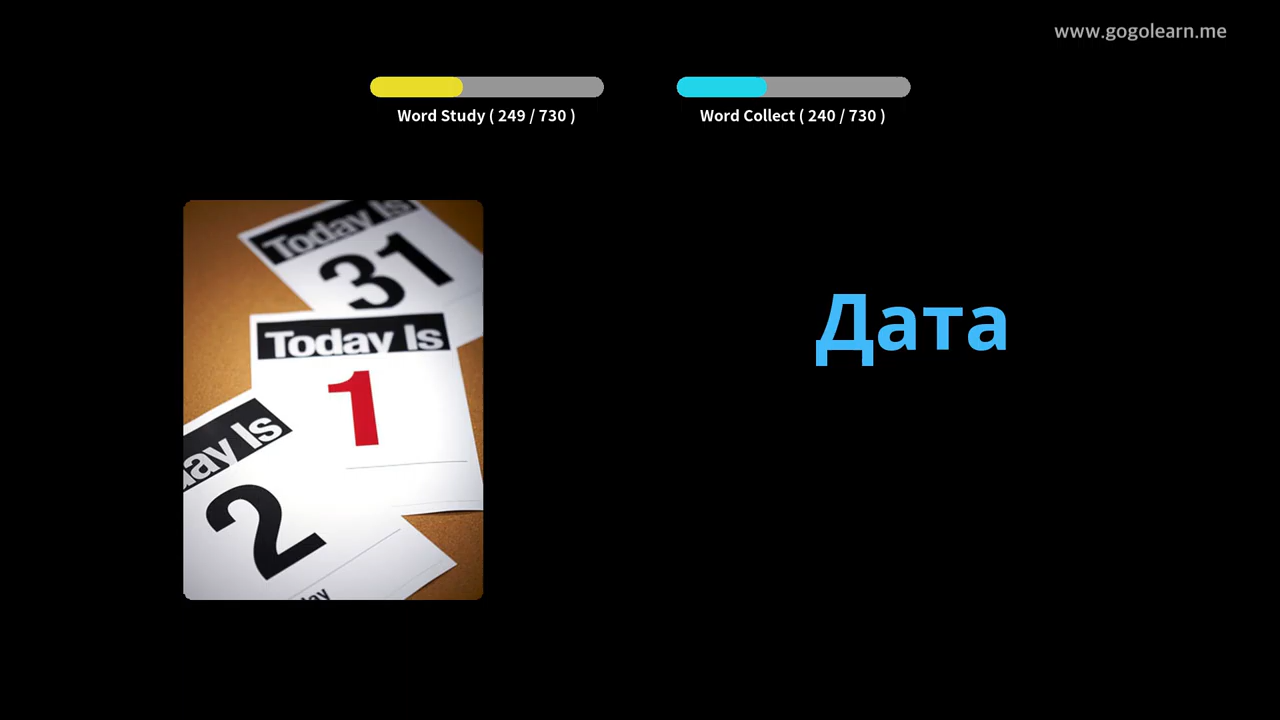 www.gogolearn.me
Word Study ( 249 / 730 )
Word Collect ( 240 / 730 )
Today Is
31
Today Is
1
ay Is
2
ay
Дата